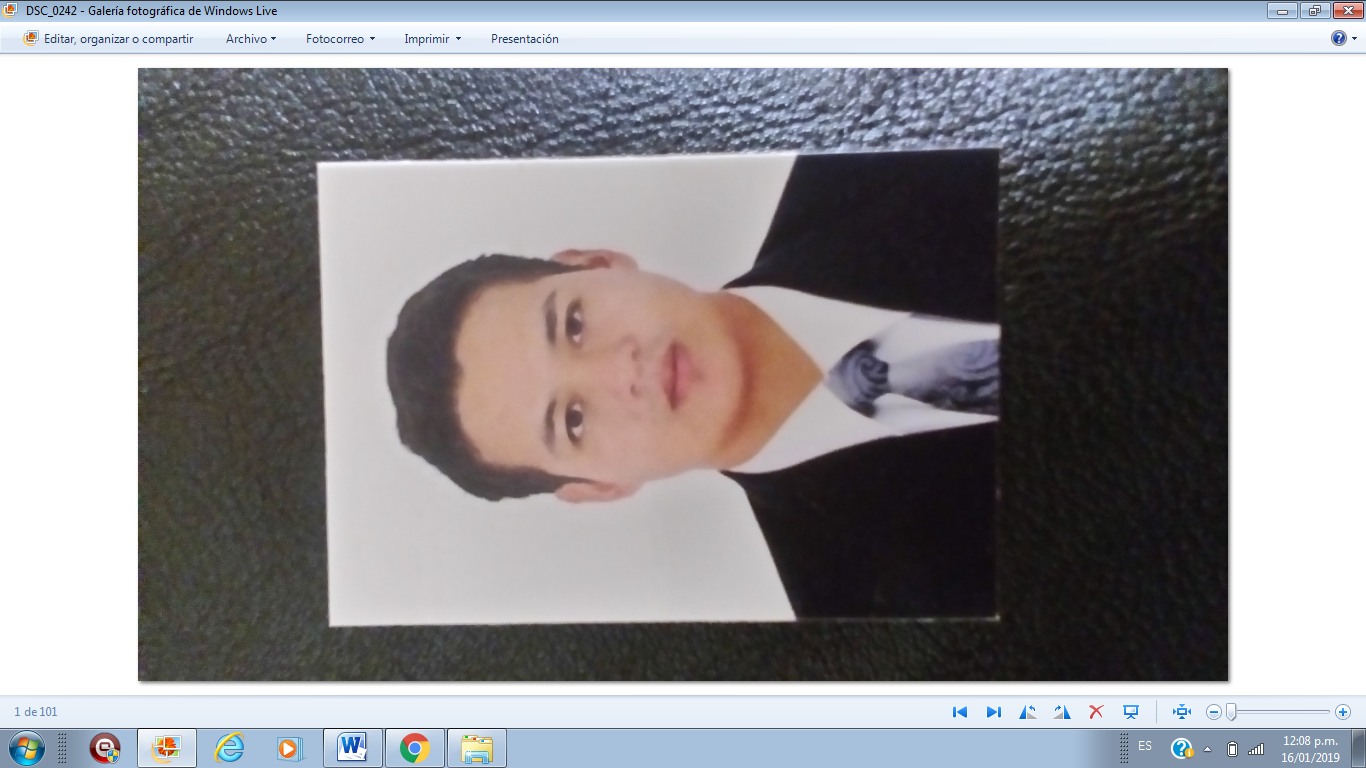 DSC_0242 - Galería fotográfica de Windows Live
Editar, organizar o compartir Archivo Fotocorreo Imprimir Presentación
1 de 101
ES 12:08 p.m.
16/01/2019